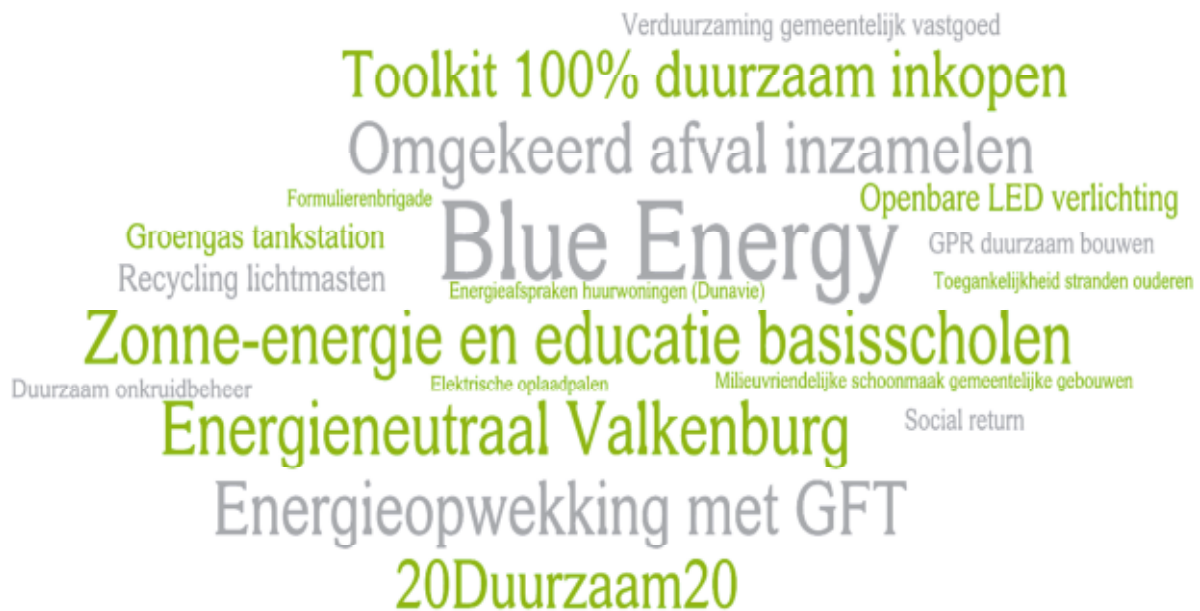 Verduurzaming gemeentelijk vastgoed
Toolkit 100% duurzaam inkopen
Omgekeerd afval inzamelen
Formulierenbrigade
Openbare LED verlichting
Groengas tankstation
Blue Energy
GPR duurzaam bouwen
Recycling lichtmasten
Energieafspraken huurwoningen (Dunavie)
Toegankelijkheid stranden ouderen
Zonne-energie en educatie basisscholen
Duurzaam onkruidbeheer
Elektrische oplaadpalen
Milieuvriendelijke schoonmaak gemeentelijke gebouwen
Energieneutraal Valkenburg
Social return
Energieopwekking met GFT
20Duurzaam20